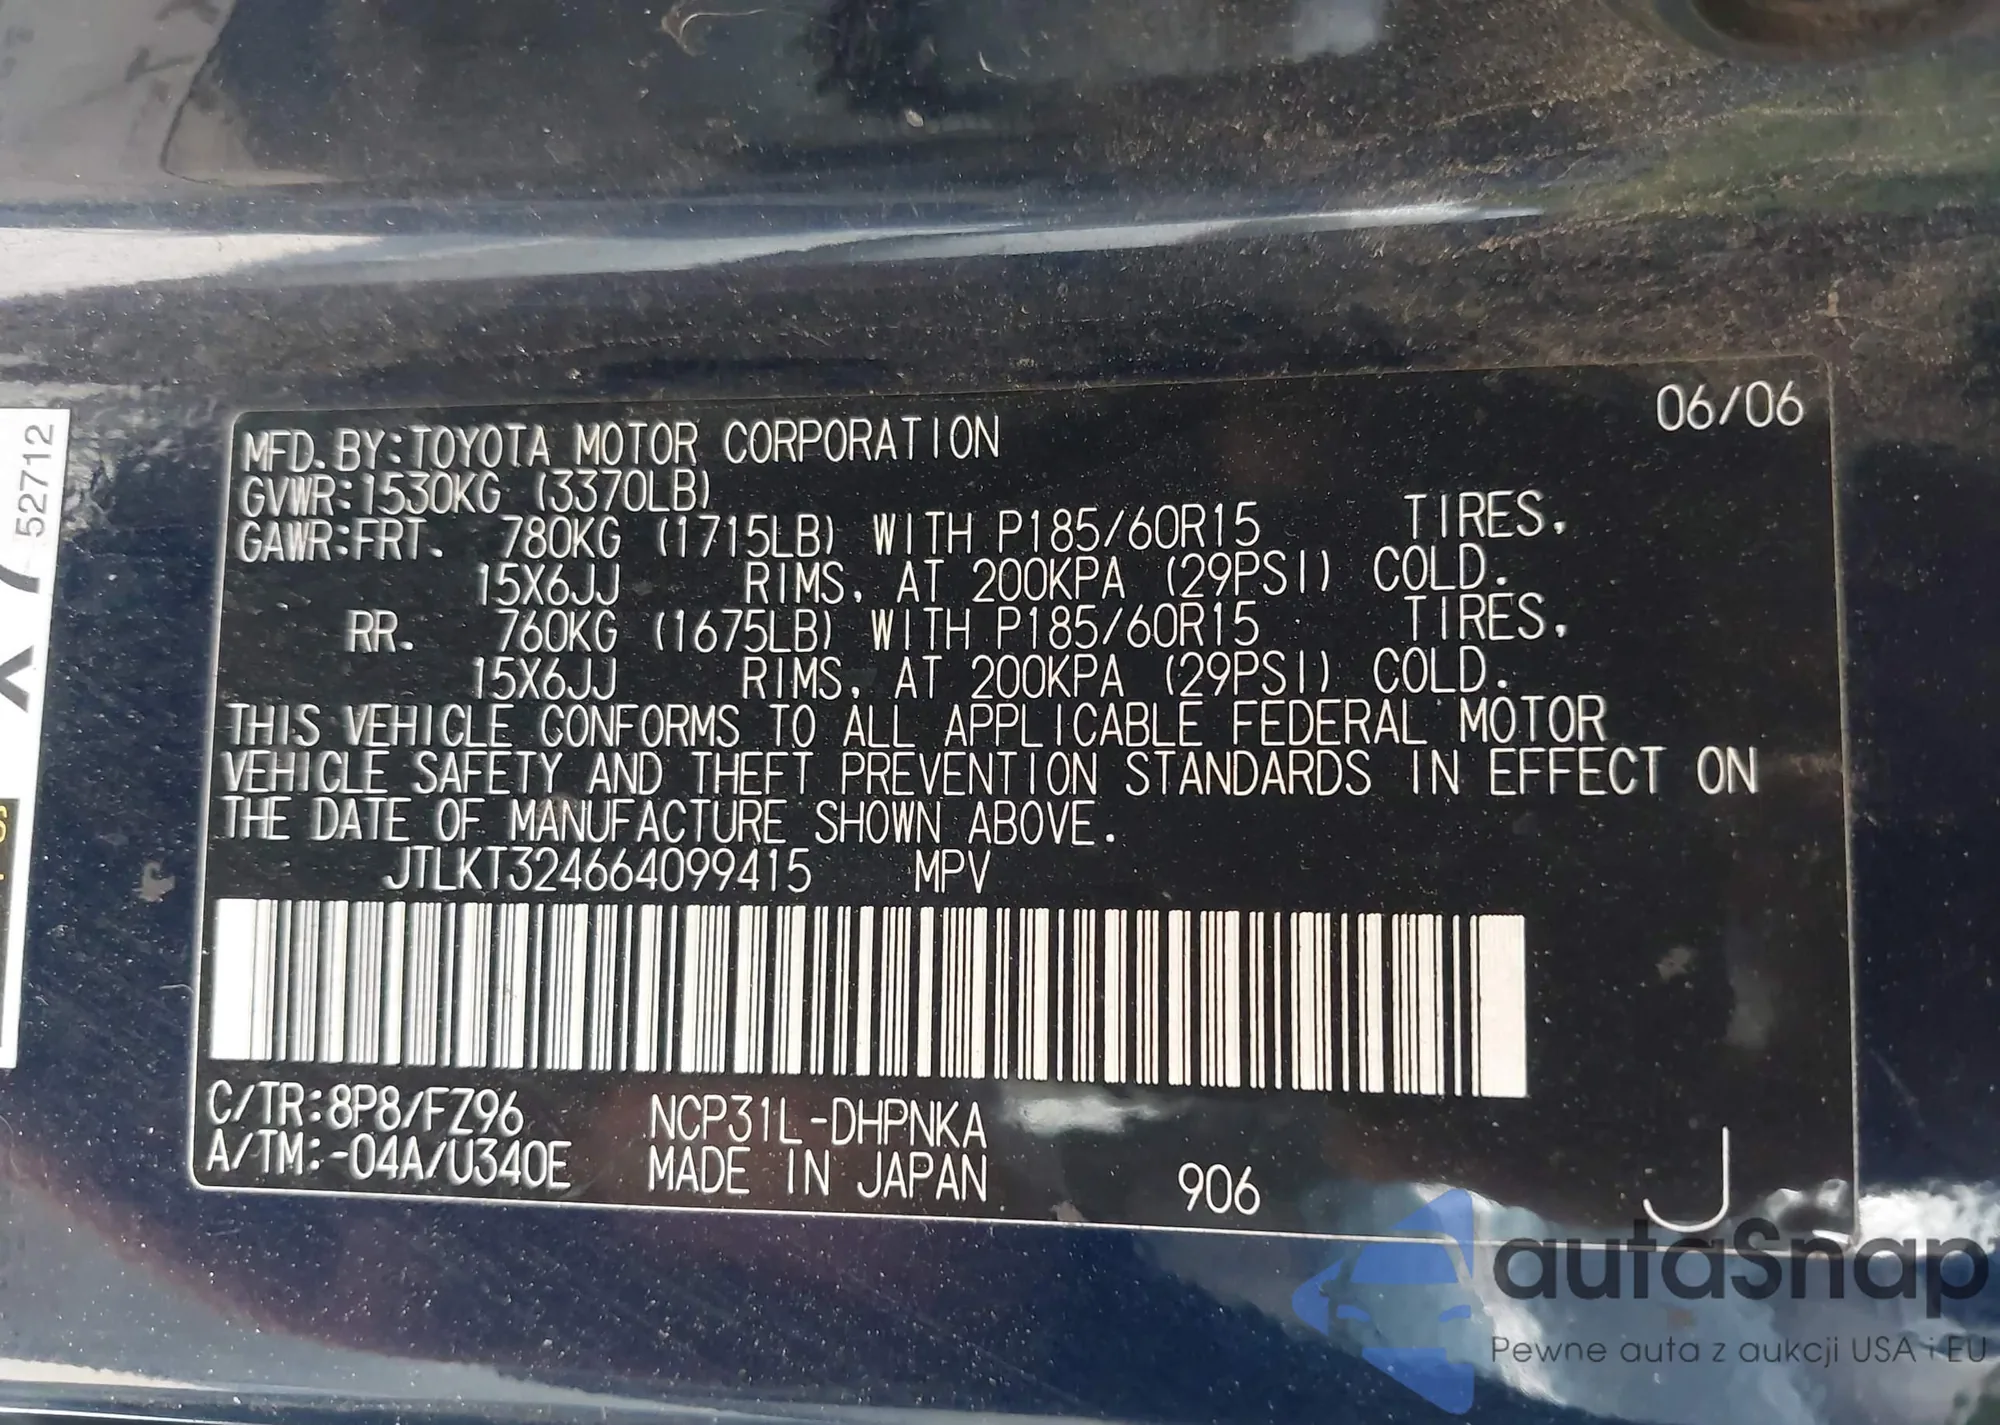 06/06
MFD.BY:TOYOTA MOTOR CORPORATION
GVWR:1530KG (3370LB)
GAWR:FRT. 780KG (1715LB) WITH P185/60R15 TIRES,
15X6JJ RIMS, AT 200KPA (29PSI) COLD.
RR. 760KG (1675LB) WITH P185/60R15 TIRES,
15X6JJ RIMS, AT 200KPA (29PSI) COLD.
THIS VEHICLE CONFORMS TO ALL APPLICABLE FEDERAL MOTOR
VEHICLE SAFETY AND THEFT PREVENTION STANDARDS IN EFFECT ON
THE DATE OF MANUFACTURE SHOWN ABOVE.
JTLKT324664099415 MPV
C/TR:8P8/FZ96 NCP31L-DHPNKA
A/TM:-04A/U340E MADE IN JAPAN 906 J
52712
autaSnap
Pewne auta z aukcji USA i EU